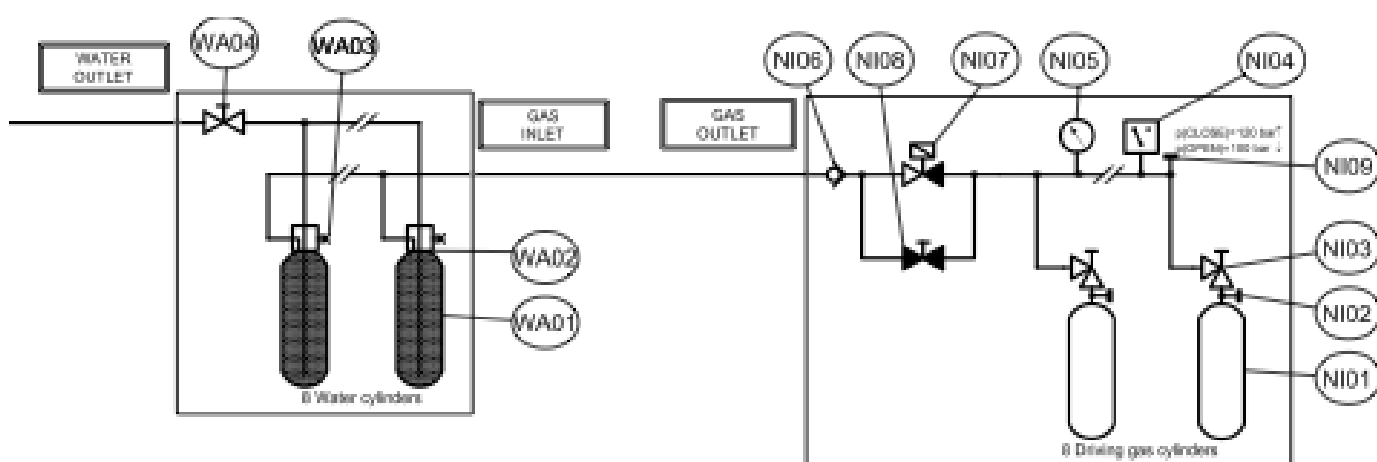 WA04
WA03
WATER
OUTLET
GAS
INLET
GAS
OUTLET
NI06
NI08
NI07
NI05
NI04
NI09
WA02
WA01
NI03
NI02
NI01
8 Water cylinders
8 Driving gas cylinders